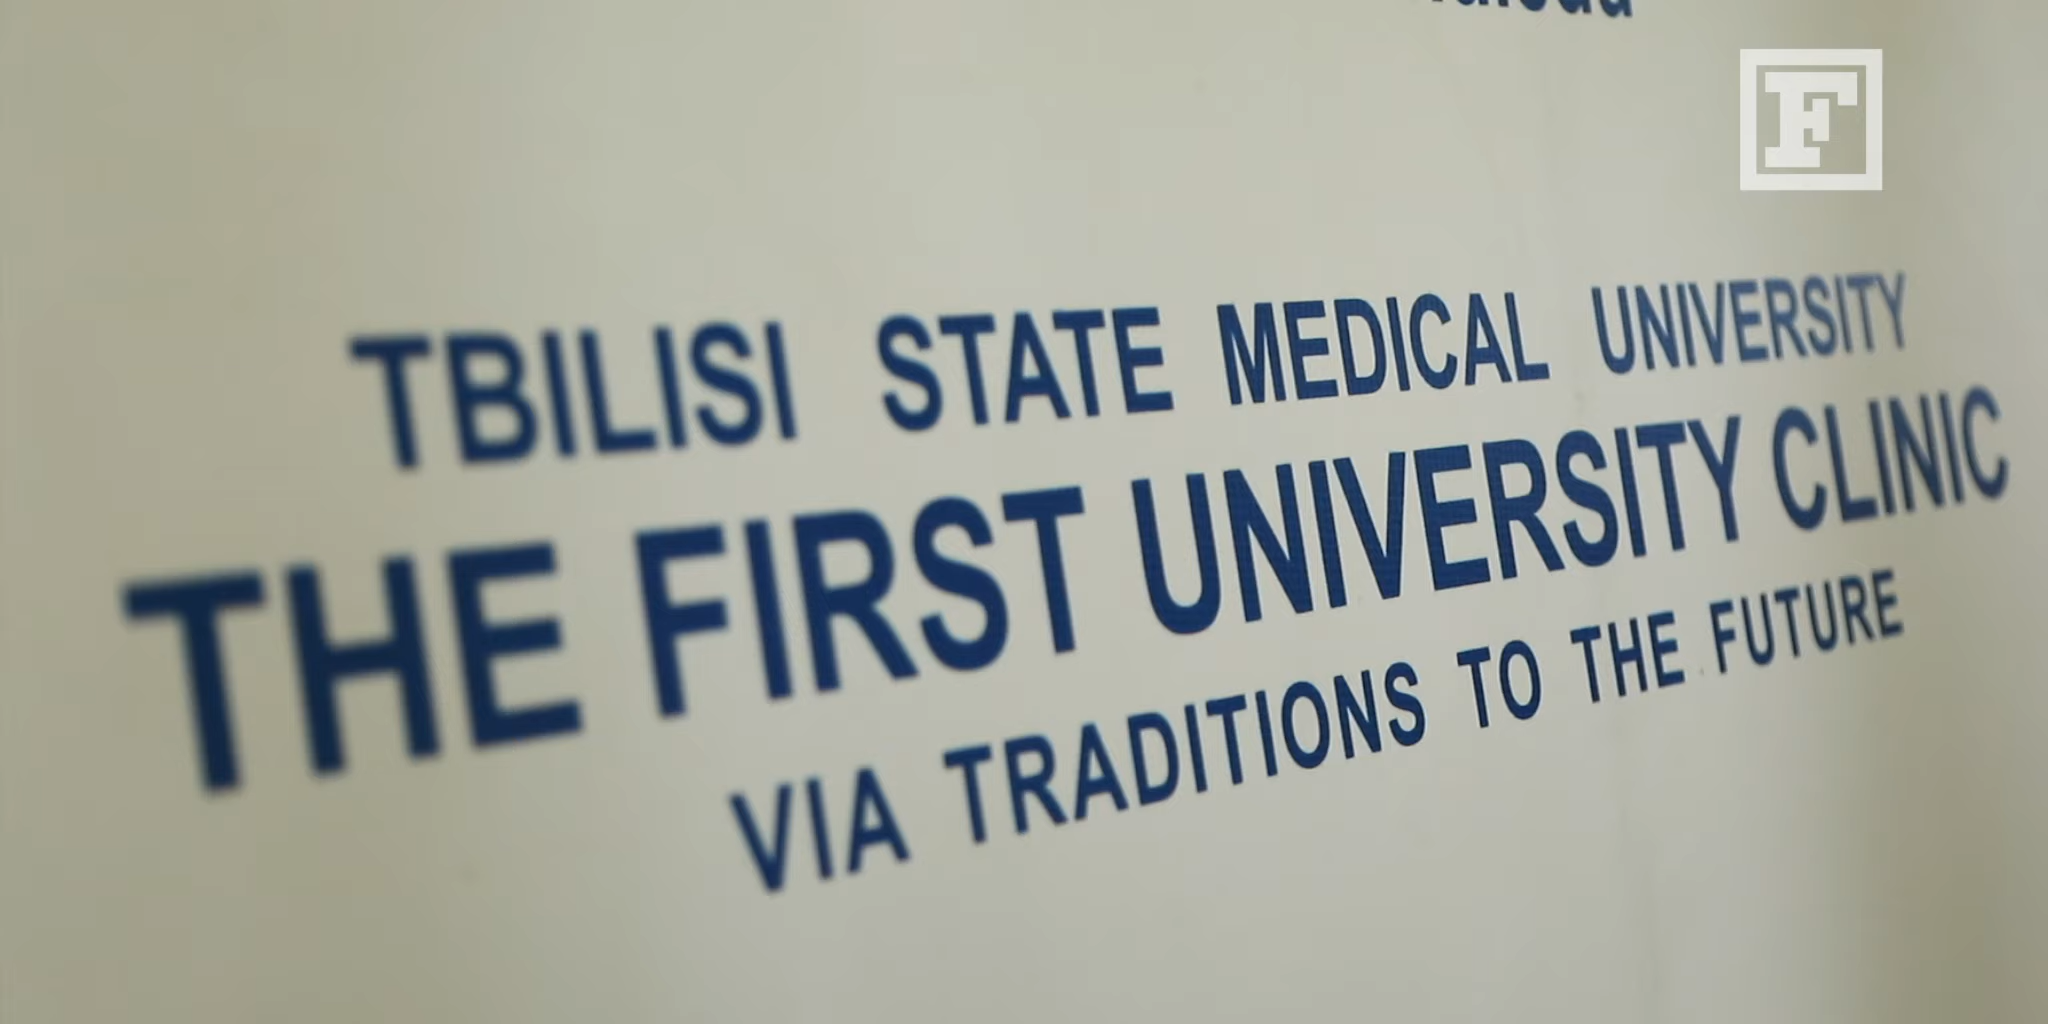 F
TBILISI STATE MEDICAL UNIVERSITY
THE FIRST UNIVERSITY CLINIC
VIA TRADITIONS TO THE FUTURE